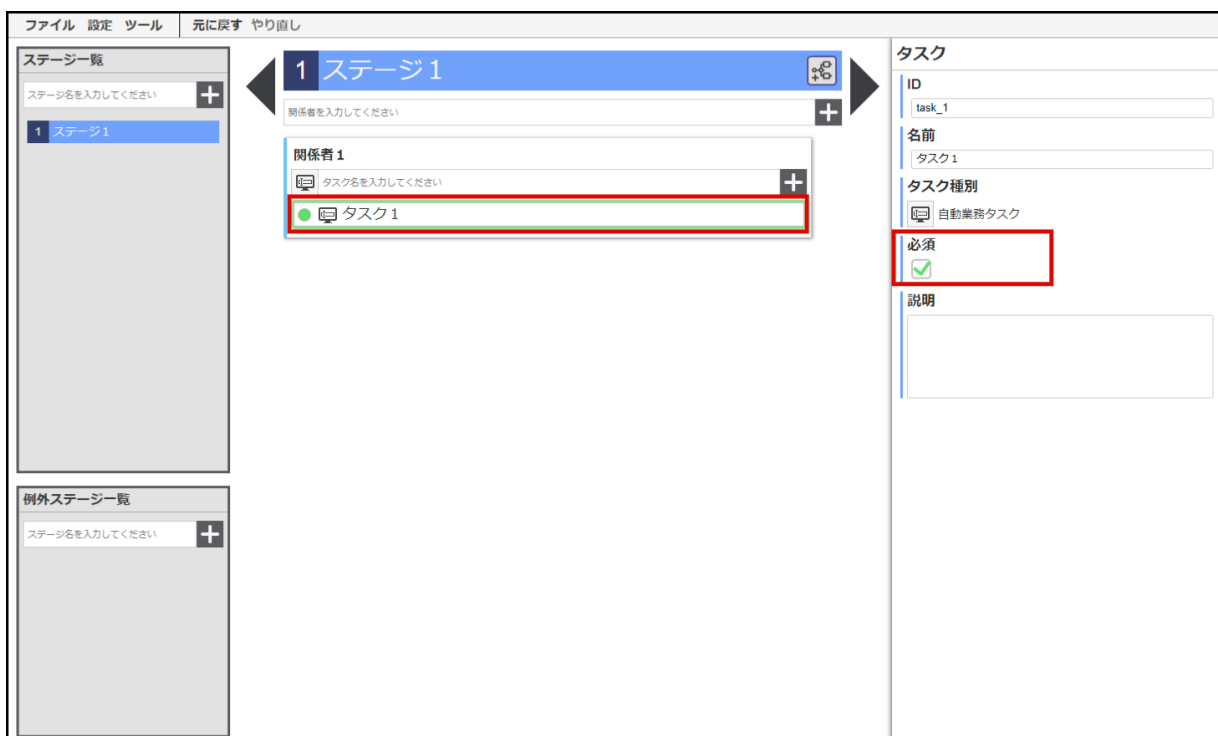 ファイル 設定 ツール 元に戻す やり直し
ステージ一覧
ステージ名を入力してください
1 ステージ1
例外ステージ一覧
ステージ名を入力してください
1 ステージ1
関係者を入力してください
関係者1
タスク名を入力してください
タスク1
タスク
ID
task_1
名前
タスク1
タスク種別
自動業務タスク
必須
説明